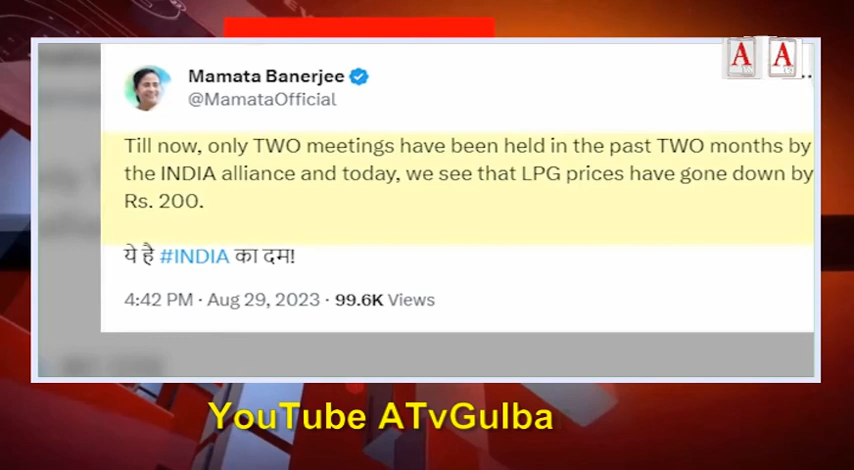 A A
Mamata Banerjee
@MamataOfficial
Till now, only TWO meetings have been held in the past TWO months by
the INDIA alliance and today, we see that LPG prices have gone down by
Rs. 200.
ये है #INDIA का दम!
4:42 PM · Aug 29, 2023 · 99.6K Views
YouTube ATvGulba